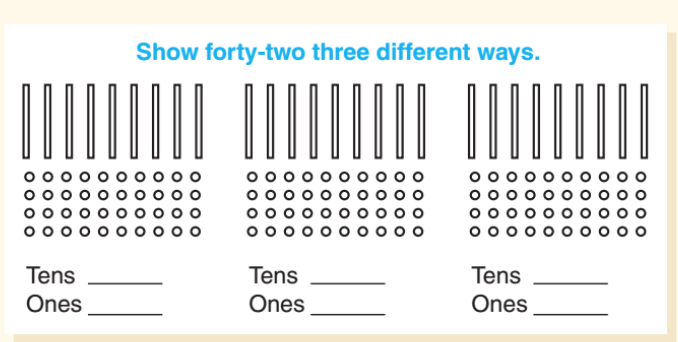 Show forty-two three different ways.
Tens ______ Tens ______ Tens ______
Ones ______ Ones ______ Ones ______